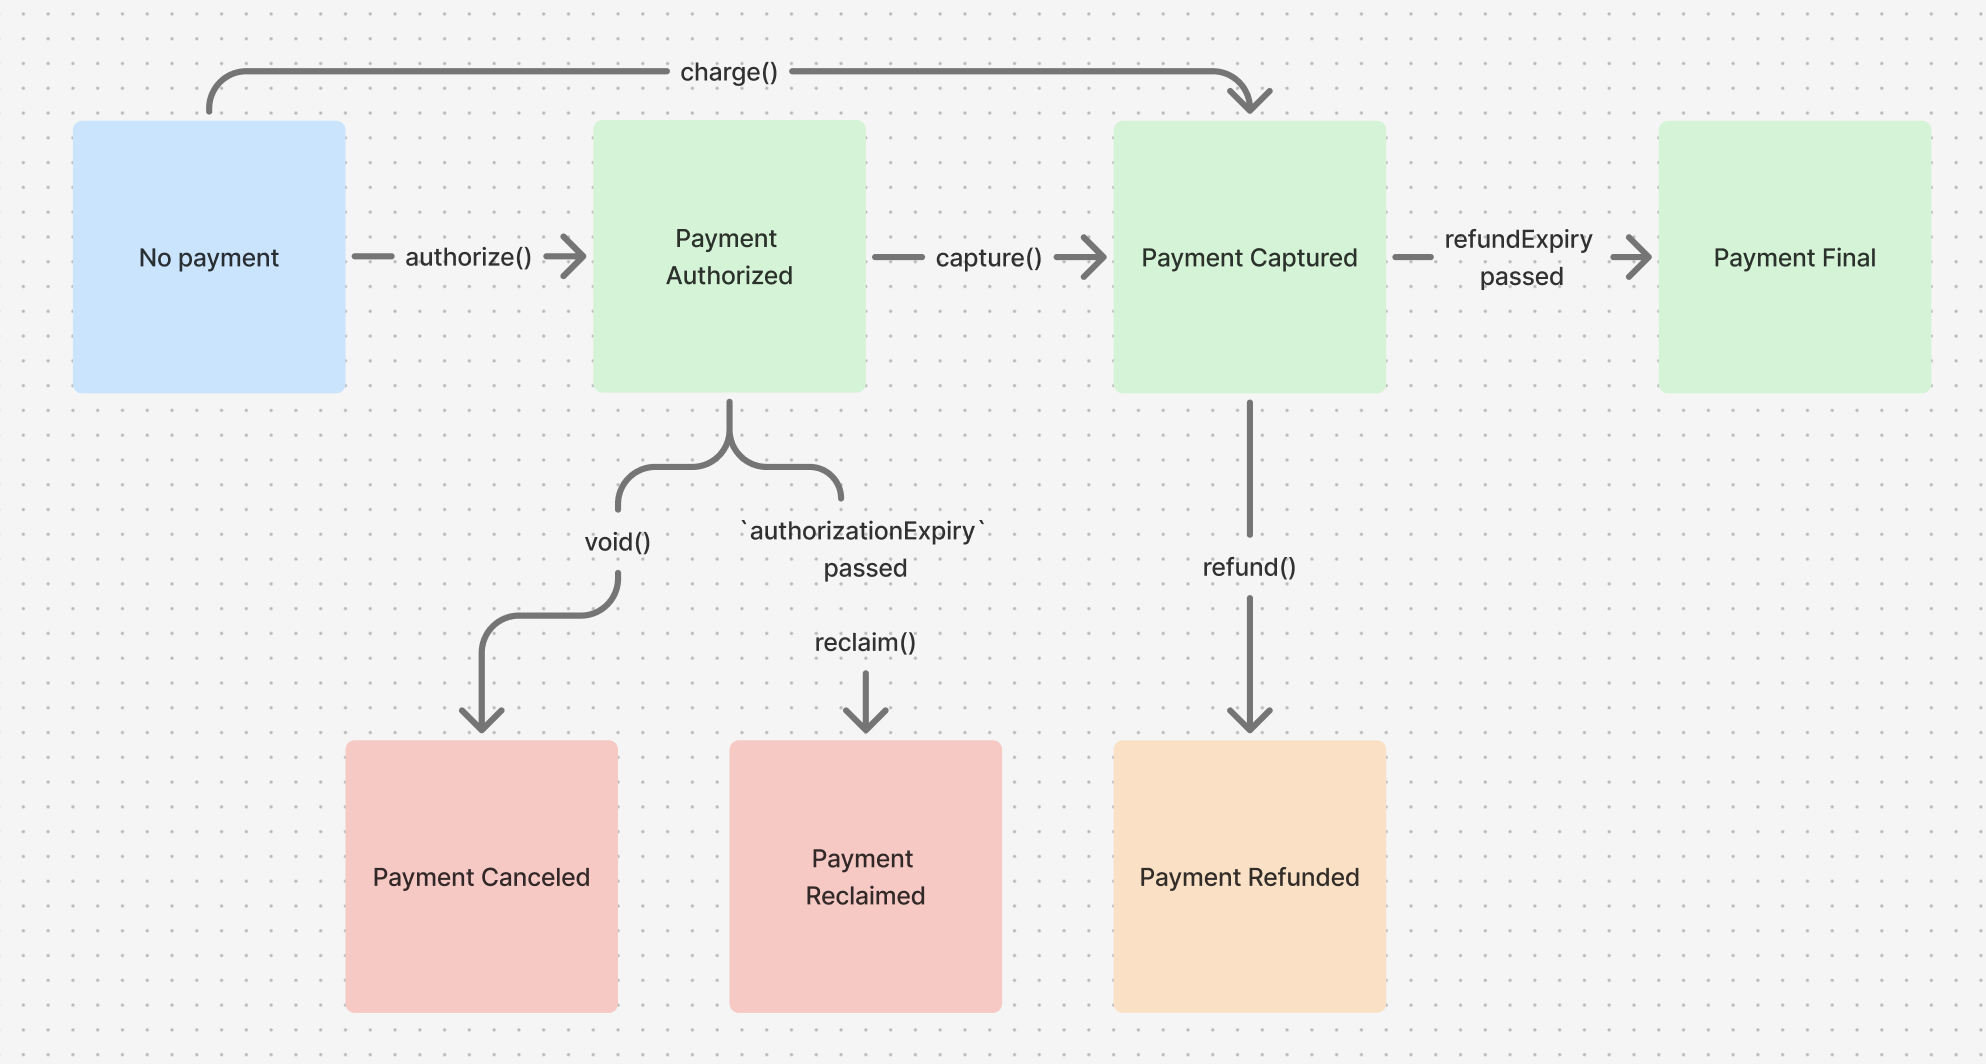 charge()
No payment
authorize()
Payment
Authorized
capture()
Payment Captured
refundExpiry
passed
Payment Final
void()
`authorizationExpiry`
passed
refund()
reclaim()
Payment Canceled
Payment
Reclaimed
Payment Refunded